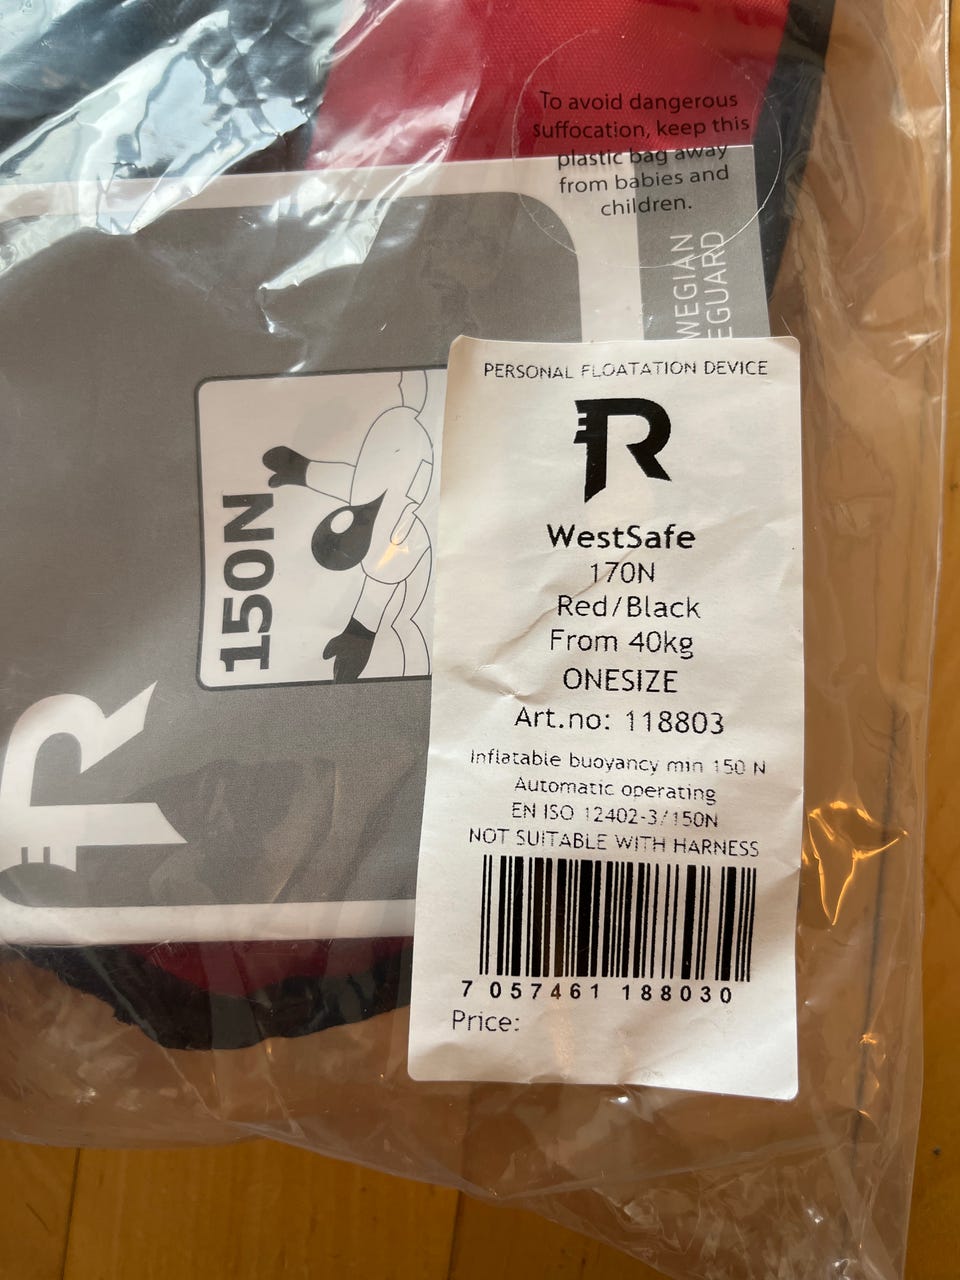 To avoid dangerous
suffocation, keep this
plastic bag away
from babies and
children.
WEGIAN
EGUARD
150N
R
PERSONAL FLOATATION DEVICE
R
WestSafe
170N
Red/Black
From 40kg
ONESIZE
Art.no: 118803
Inflatable buoyancy min 150 N
Automatic operating
EN ISO 12402-3/150N
NOT SUITABLE WITH HARNESS
7 057461 188030
Price: